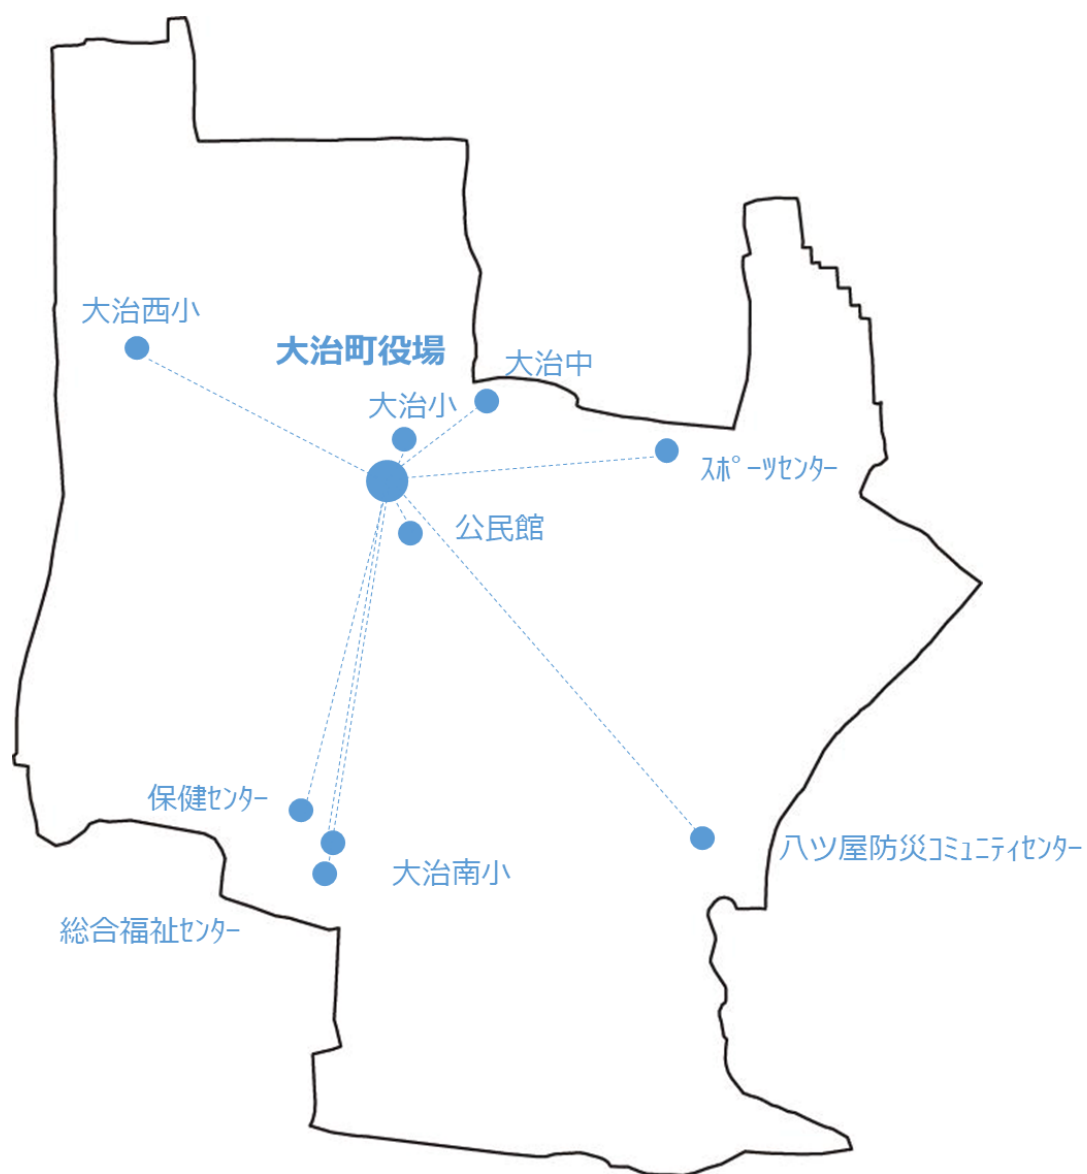 大治西小
大治町役場
大治中
大治小
スポーツセンター
公民館
保健センター
八ツ屋防災コミュニティセンター
大治南小
総合福祉センター